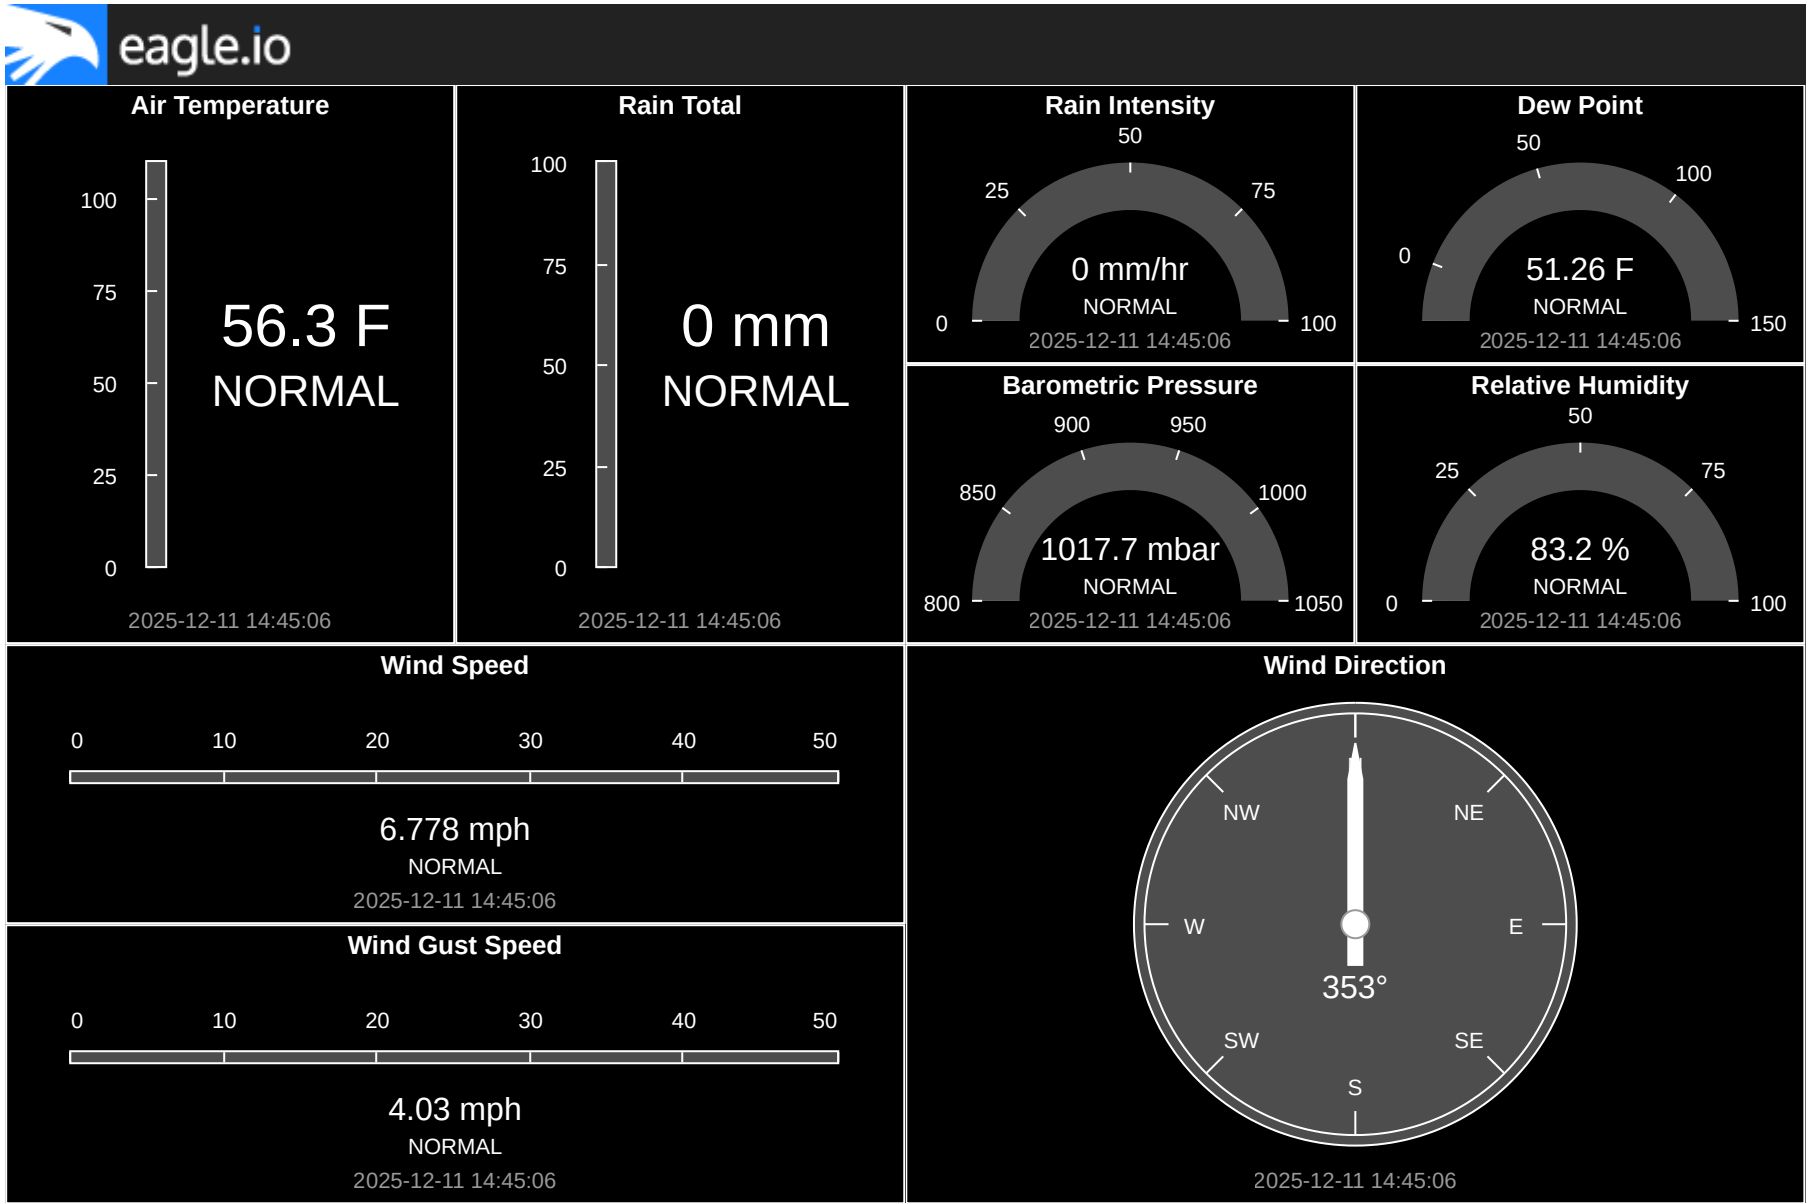 eagle.io
Air Temperature
100
75
50
25
0
56.3 F
NORMAL
2025-12-11 14:45:06
Rain Total
100
75
50
25
0
0 mm
NORMAL
2025-12-11 14:45:06
Rain Intensity
50
25
75
0
100
0 mm/hr
NORMAL
2025-12-11 14:45:06
Dew Point
50
100
0
150
51.26 F
NORMAL
2025-12-11 14:45:06
Barometric Pressure
900 950
850
1000
800
1050
1017.7 mbar
NORMAL
2025-12-11 14:45:06
Relative Humidity
50
25
75
0
100
83.2 %
NORMAL
2025-12-11 14:45:06
Wind Speed
0 10 20 30 40 50
6.778 mph
NORMAL
2025-12-11 14:45:06
Wind Gust Speed
0 10 20 30 40 50
4.03 mph
NORMAL
2025-12-11 14:45:06
Wind Direction
NW NE
W E
353°
SW SE
S
2025-12-11 14:45:06